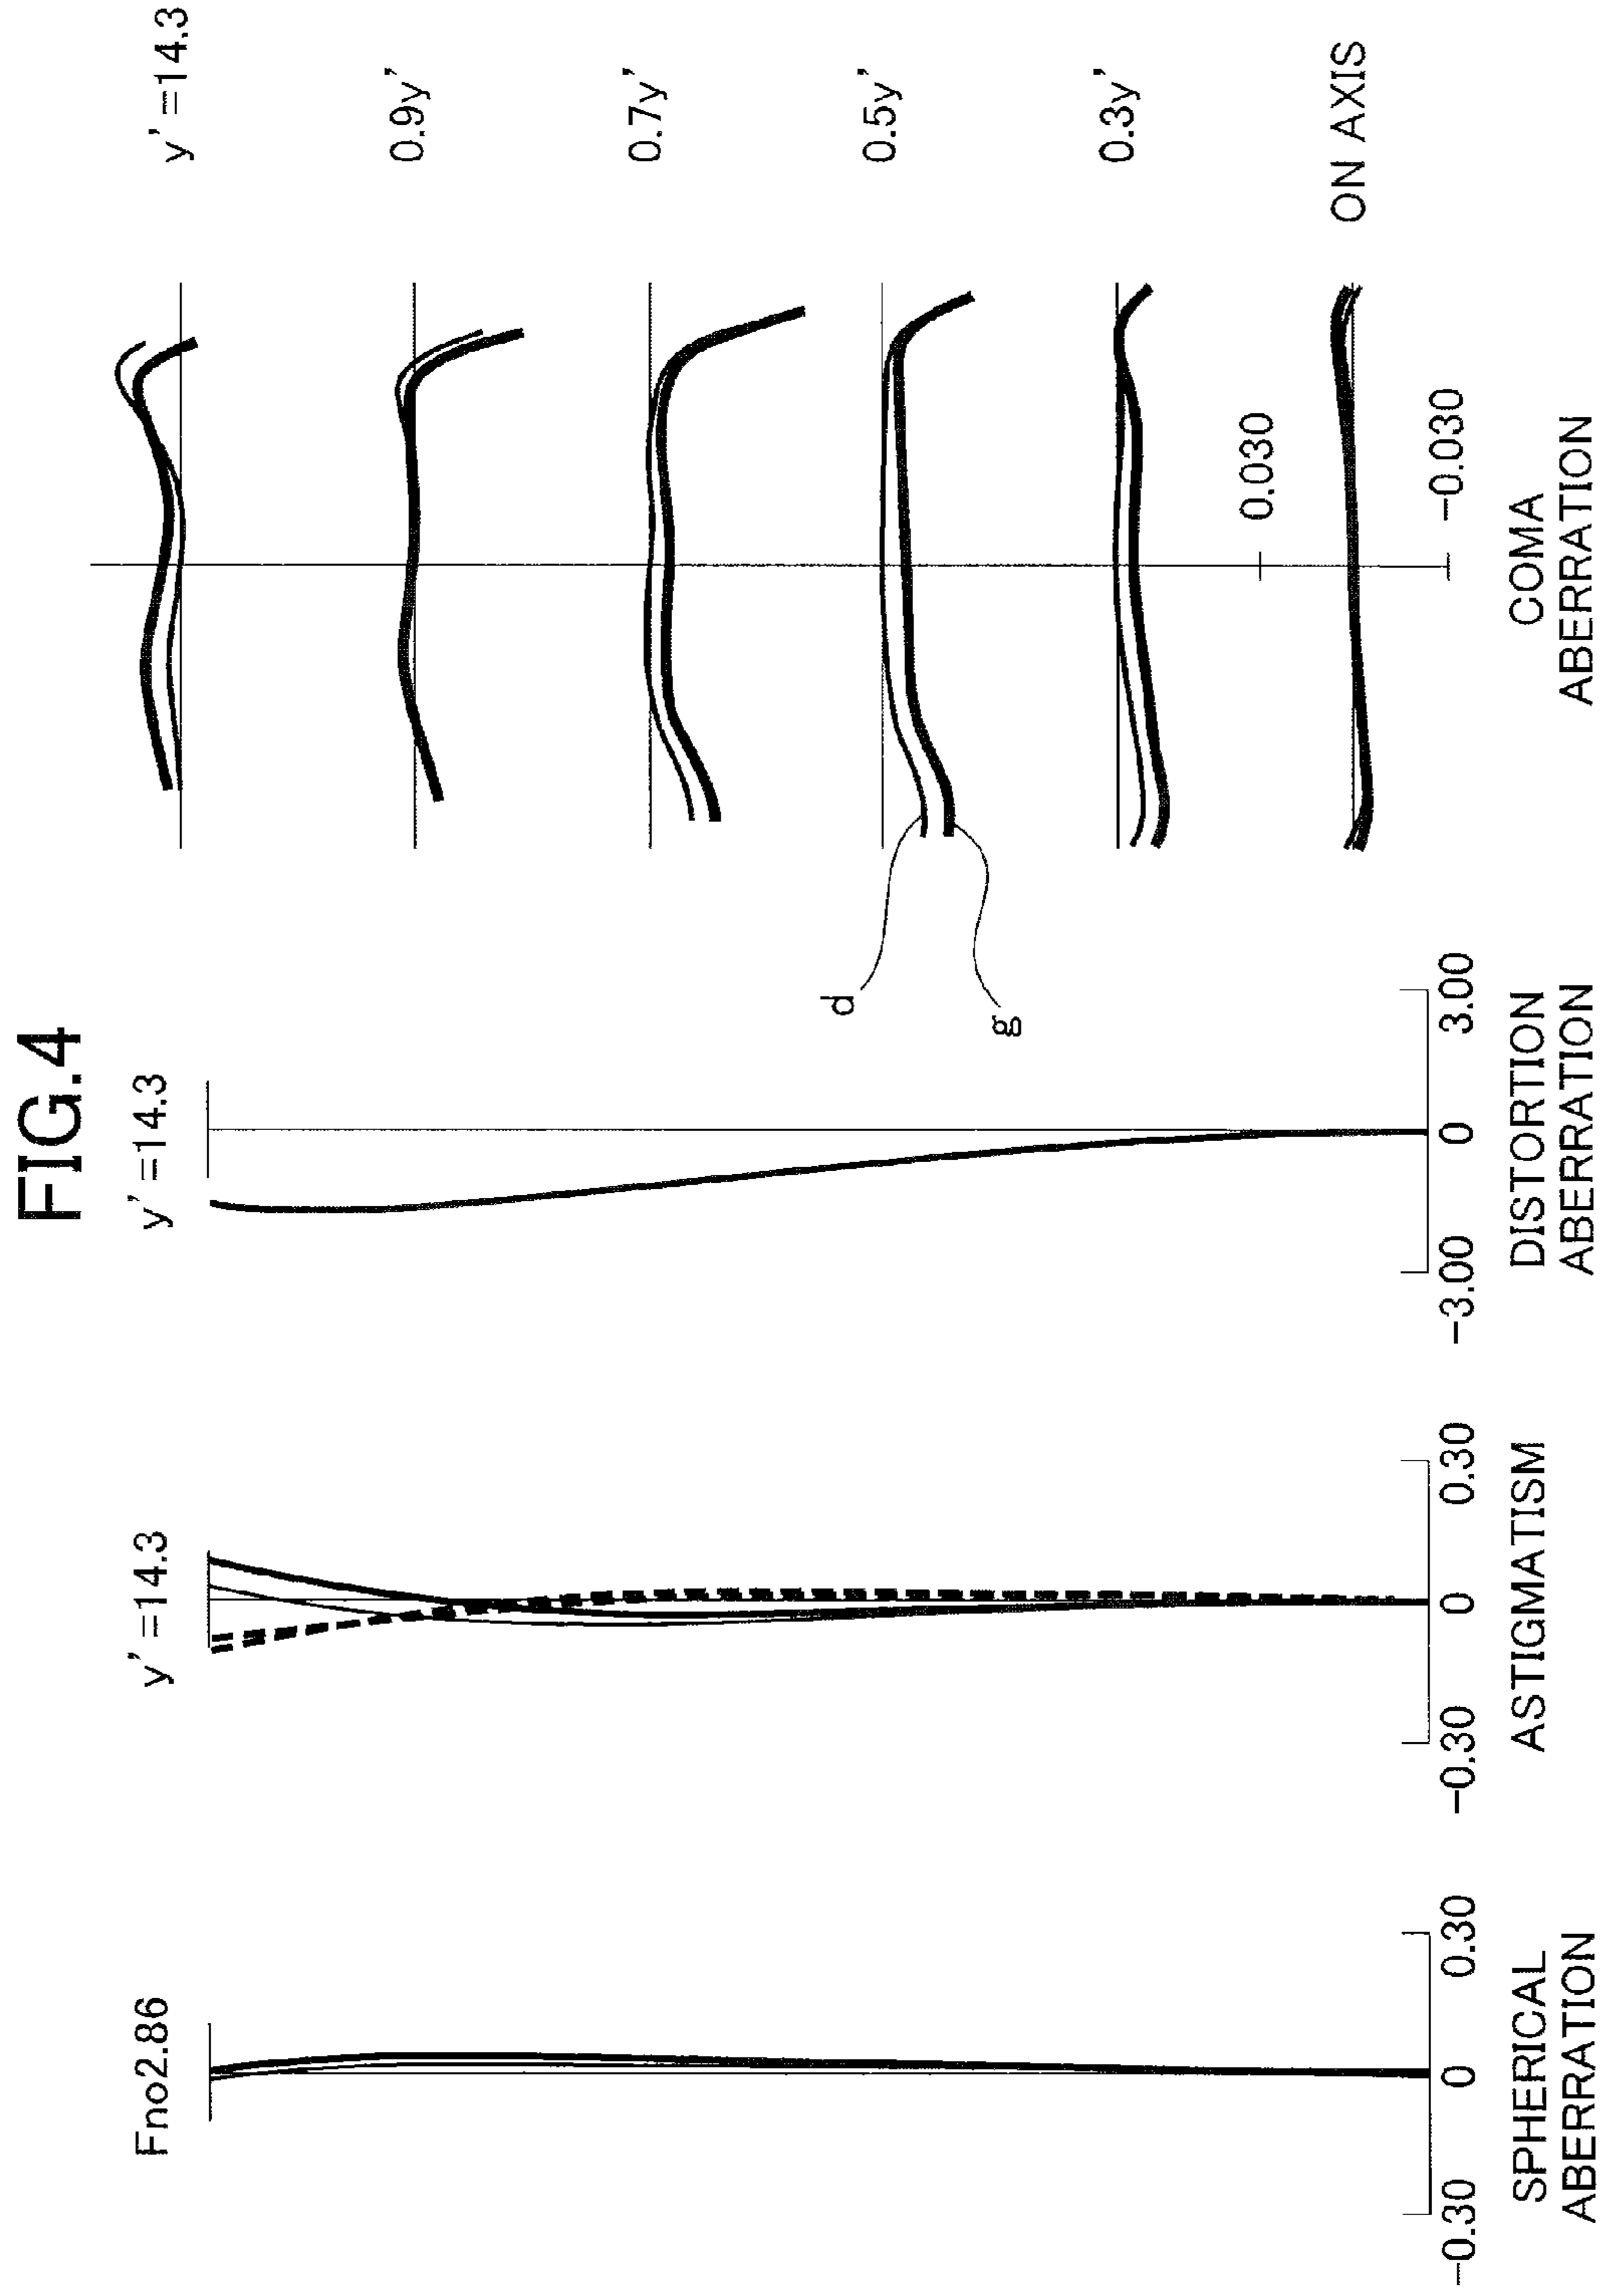 FIG.4
Fno2.86
-0.30
0
0.30
SPHERICAL
ABERRATION
y'=14.3
-0.30
0
0.30
ASTIGMATISM
y'=14.3
-3.00
0
3.00
DISTORTION
ABERRATION
y'=14.3
0.9y'
0.7y'
0.5y'
d
g
0.3y'
0.030
ON AXIS
-0.030
COMA
ABERRATION